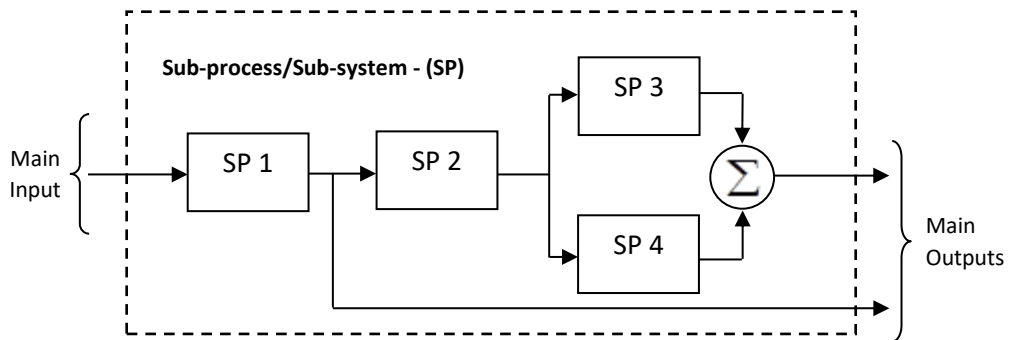 Sub-process/Sub-system - (SP)
SP 3
Main
Input
SP 1
SP 2
Σ
SP 4
Main
Outputs